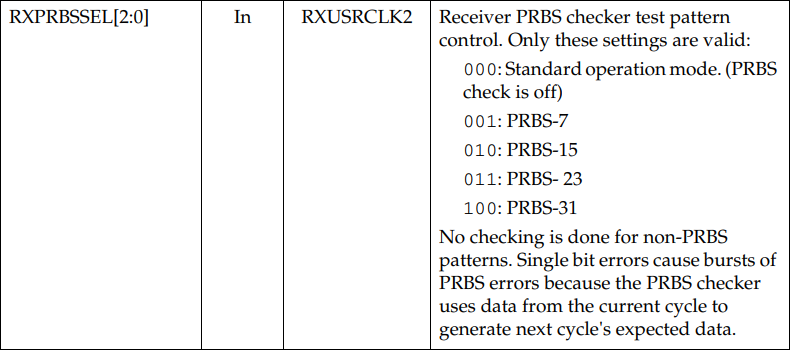 RXPRBSSEL[2:0] In RXUSRCLK2 Receiver PRBS checker test pattern
control. Only these settings are valid:
000: Standard operation mode. (PRBS
check is off)
001: PRBS-7
010: PRBS-15
011: PRBS- 23
100: PRBS-31
No checking is done for non-PRBS
patterns. Single bit errors cause bursts of
PRBS errors because the PRBS checker
uses data from the current cycle to
generate next cycle's expected data.